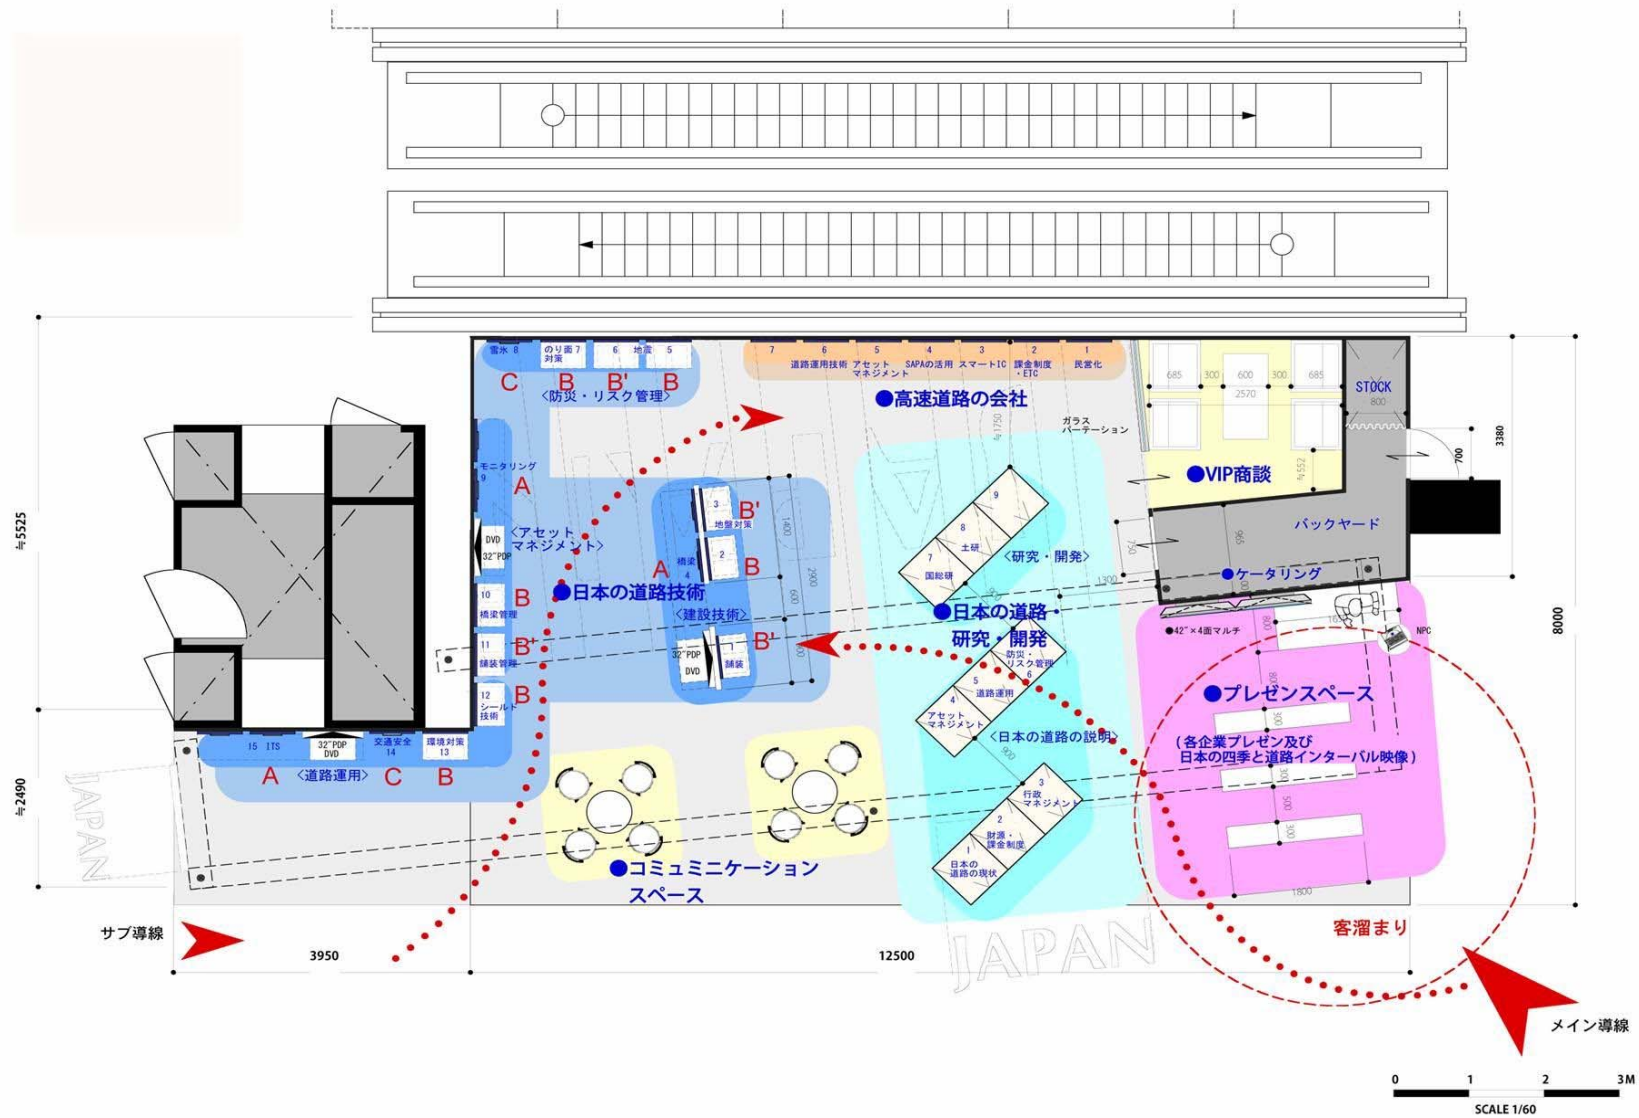 雪氷 8
のり面 7
対策
6
地震
5
C
B
B'
B
〈防災・リスク管理〉
7
6
5
4
3
2
1
道路運用技術
アセット
マネジメント
SAPAの活用
スマートIC
課金制度
・ETC
民営化
●高速道路の会社
ガラス
パーテーション
≒1750
685
300
600
300
685
2570
≒552
●VIP商談
STOCK
800
700
3380
8000
バックヤード
965
750
●ケータリング
1300
モニタリング
9
A
〈アセット
マネジメント〉
DVD
32"PDP
10
橋梁管理
B
11
舗装管理
B'
12
シールド
技術
B
●日本の道路技術
3
地盤対策
B'
2
B
橋梁
4
A
〈建設技術〉
32"PDP
DVD
1
舗装
B'
1400
2900
600
9
8
土研
7
国総研
〈研究・開発〉
●日本の道路・
研究・開発
防災・
リスク管理
6
5
道路運用
4
アセット
マネジメント
〈日本の道路の説明〉
900
3
行政
マネジメント
2
財源・
課金制度
1
日本の
道路の現状
●42"×4面マルチ
NPC
800
●プレゼンスペース
(各企業プレゼン及び
日本の四季と道路インターバル映像)
300
300
500
300
1800
客溜まり
メイン導線
15 ITS
32"PDP
DVD
交通安全
14
環境対策
13
A
〈道路運用〉
C
B
●コミュミニケーション
スペース
サブ導線
≒5525
≒2490
3950
12500
JAPAN
JAPAN
0 1 2 3M
SCALE 1/60